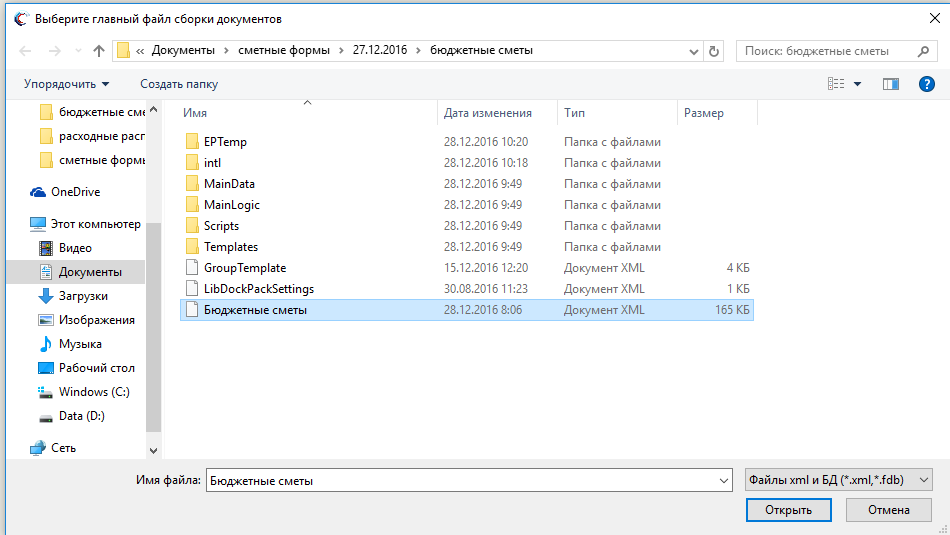 Выберите главный файл сборки документов
« Документы › сметные формы › 27.12.2016 › бюджетные сметы
Поиск: бюджетные сметы
Упорядочить
Создать папку
бюджетные сме
расходные расп
сметные формы
OneDrive
Этот компьютер
Видео
Документы
Загрузки
Изображения
Музыка
Рабочий стол
Windows (C:)
Data (D:)
Сеть
Имя Дата изменения Тип Размер
EPTemp 28.12.2016 10:20 Папка с файлами
intl 28.12.2016 10:18 Папка с файлами
MainData 28.12.2016 9:49 Папка с файлами
MainLogic 28.12.2016 9:49 Папка с файлами
Scripts 28.12.2016 9:49 Папка с файлами
Templates 28.12.2016 9:49 Папка с файлами
GroupTemplate 15.12.2016 12:20 Документ XML 4 КБ
LibDockPackSettings 30.08.2016 11:23 Документ XML 1 КБ
Бюджетные сметы 28.12.2016 8:06 Документ XML 165 КБ
Имя файла: Бюджетные сметы
Файлы xml и БД (*.xml,*.fdb)
Открыть
Отмена